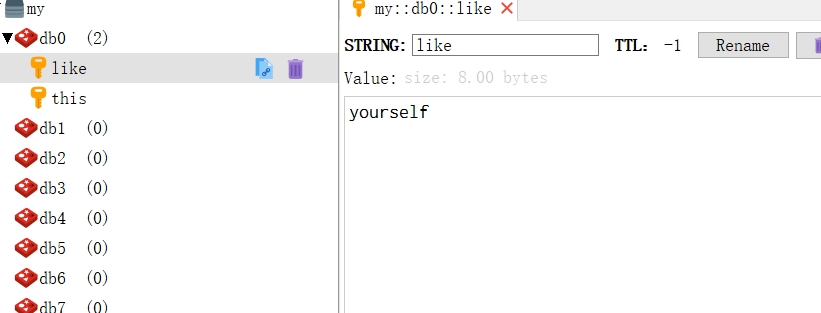 my
db0 (2)
like
this
db1 (0)
db2 (0)
db3 (0)
db4 (0)
db5 (0)
db6 (0)
db7 (0)
my::db0::like
STRING: like TTL: -1 Rename
Value: size: 8.00 bytes
yourself